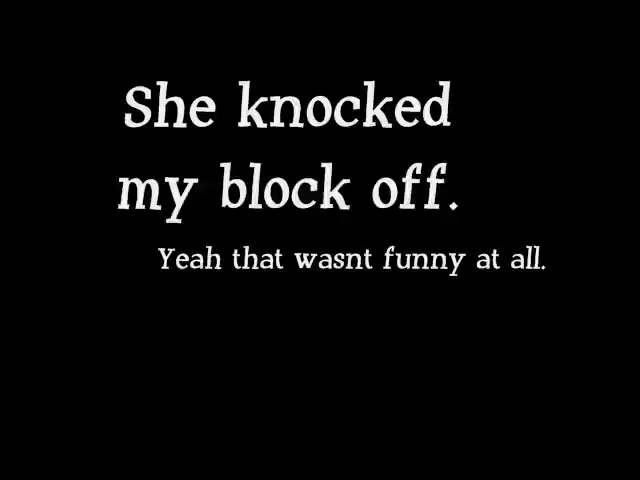 She knocked
my block off.
Yeah that wasnt funny at all.